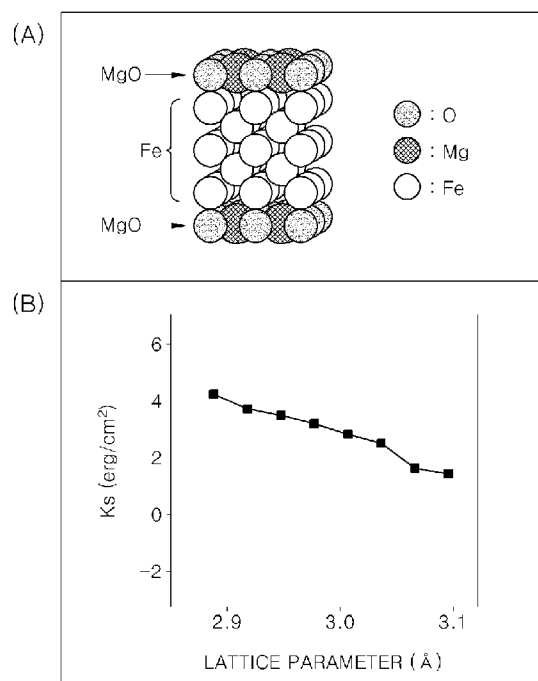 (A)
MgO
Fe
MgO
: O
: Mg
: Fe
(B)
6
4
2
0
−2
Ks (erg/cm²)
2.9 3.0 3.1
LATTICE PARAMETER (Å)